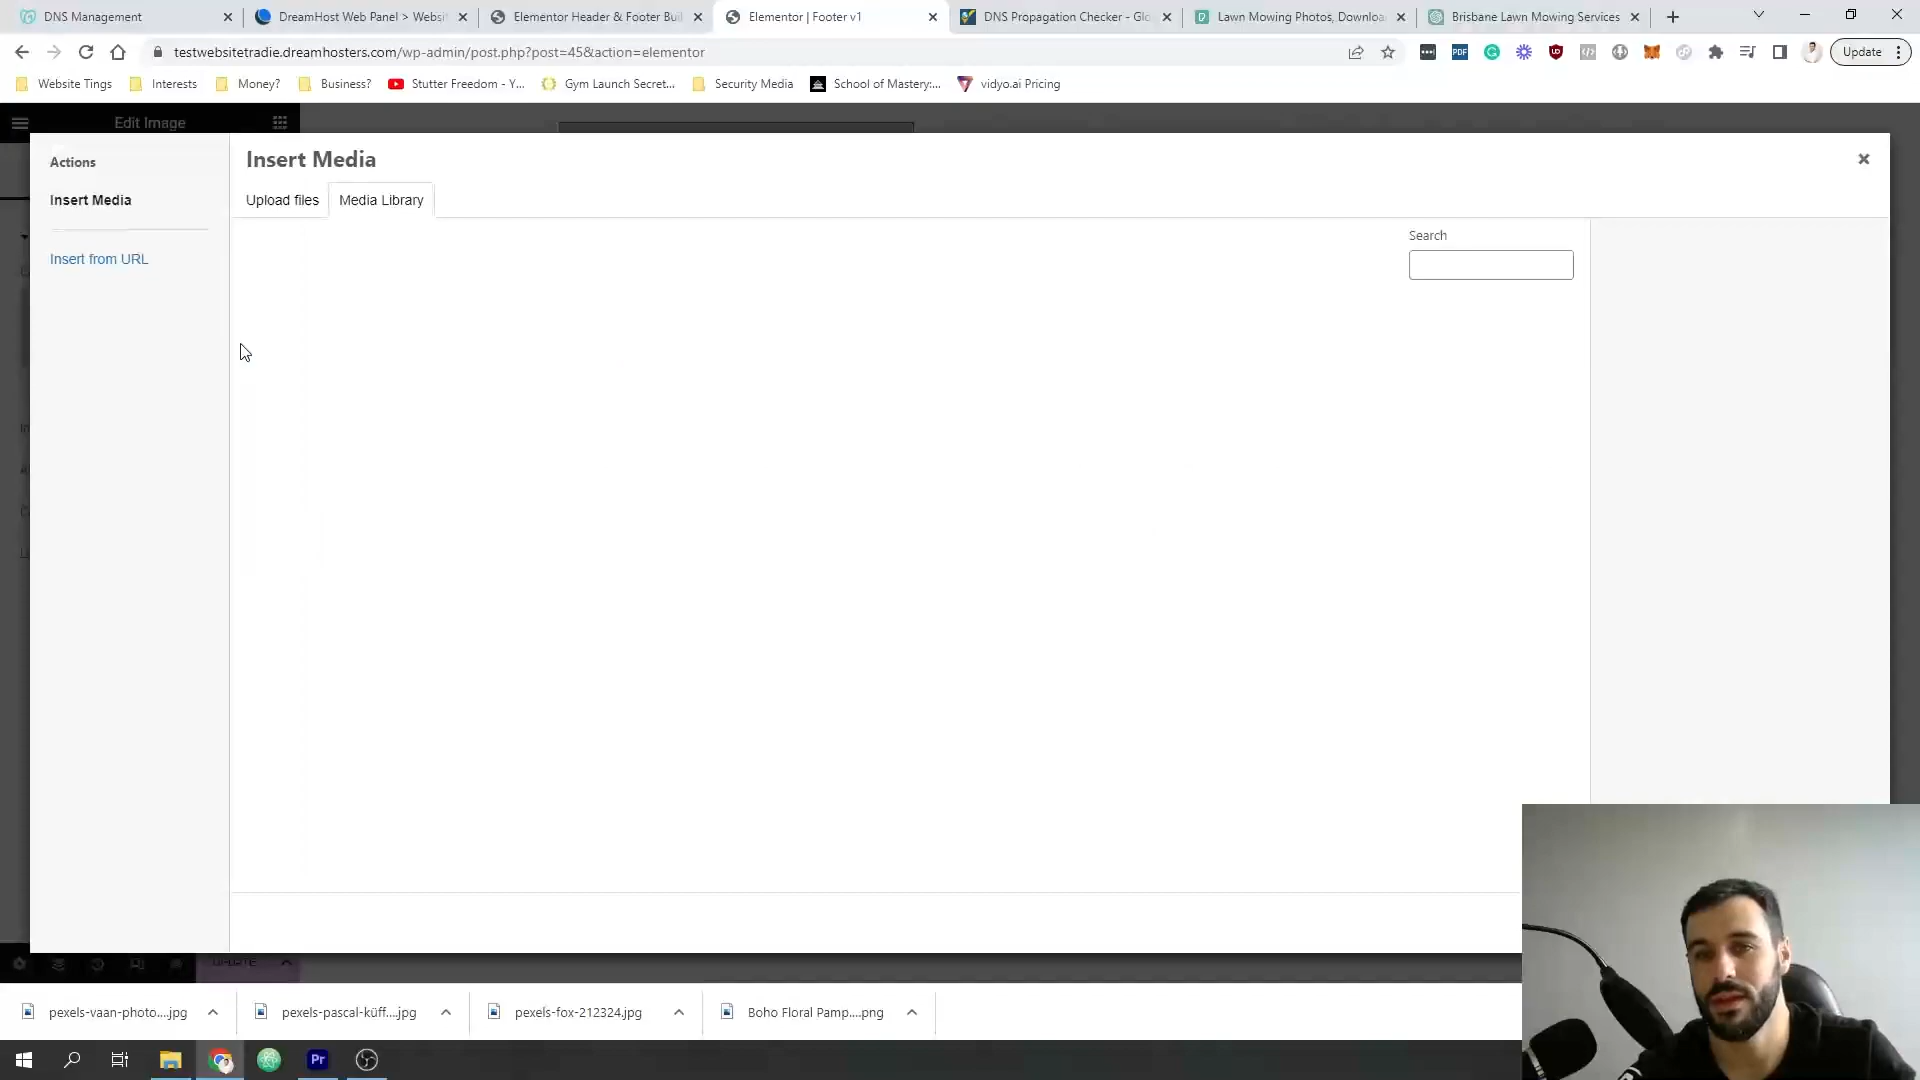 DNS Management
DreamHost Web Panel > Websi
Elementor Header & Footer Buil
Elementor | Footer v1
DNS Propagation Checker - Glo
Lawn Mowing Photos, Downloa
Brisbane Lawn Mowing Services
testwebsitetradie.dreamhosters.com/wp-admin/post.php?post=45&action=elementor
PDF
Update
Website Tings
Interests
Money?
Business?
Stutter Freedom - Y...
Gym Launch Secret...
Security Media
School of Mastery:...
vidyo.ai Pricing
Edit Image
Actions
Insert Media
Insert from URL
Insert Media
Upload files
Media Library
Search
UPDATE
pexels-vaan-photo....jpg
pexels-pascal-küff....jpg
pexels-fox-212324.jpg
Boho Floral Pamp....png
Pr